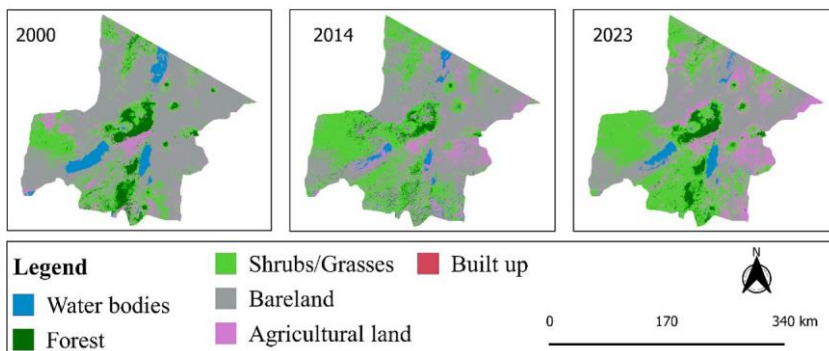 2000
2014
2023
Legend
Water bodies
Forest
Shrubs/Grasses
Bareland
Agricultural land
Built up
N
0 170 340 km